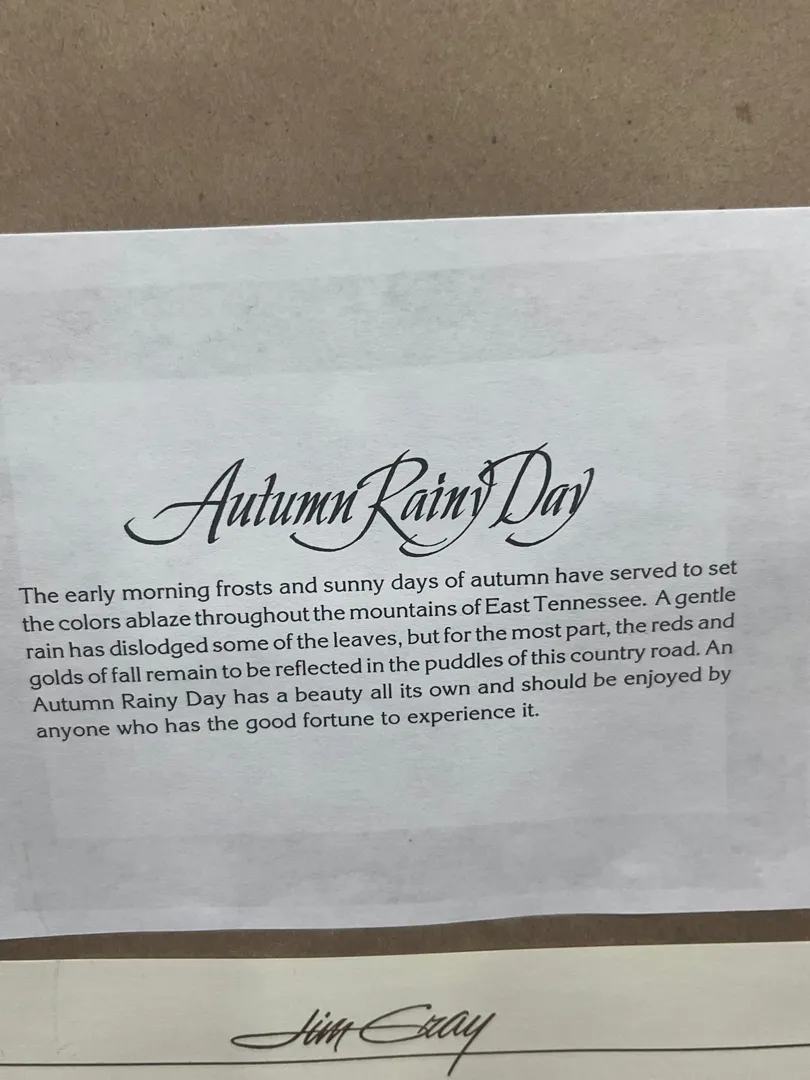 Autumn Rainy Day
The early morning frosts and sunny days of autumn have served to set
the colors ablaze throughout the mountains of East Tennessee. A gentle
rain has dislodged some of the leaves, but for the most part, the reds and
golds of fall remain to be reflected in the puddles of this country road. An
Autumn Rainy Day has a beauty all its own and should be enjoyed by
anyone who has the good fortune to experience it.
Jim Gray